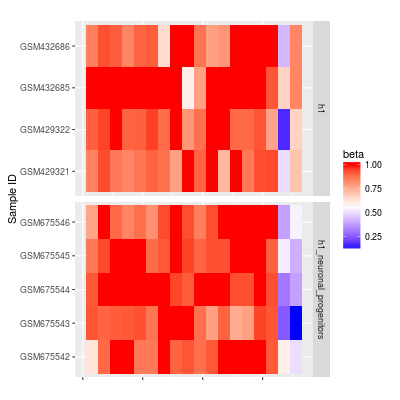 Sample ID
GSM432686
GSM432685
GSM429322
GSM429321
h1
GSM675546
GSM675545
GSM675544
GSM675543
GSM675542
h1_neuronal_progenitors
beta
1.00
0.75
0.50
0.25